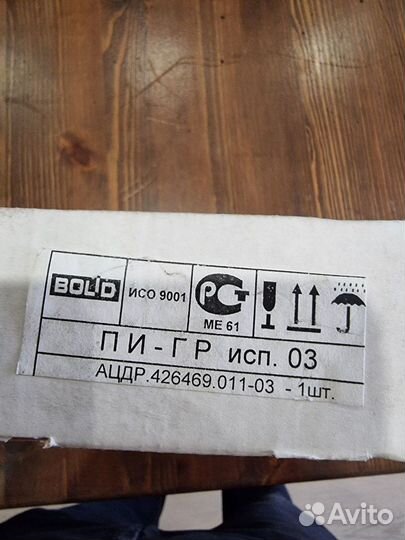 BOLID
ИСО 9001
РСТ
МЕ 61
ПИ-ГР исп. 03
АЦДР.426469.011-03 - 1шт.
Avito